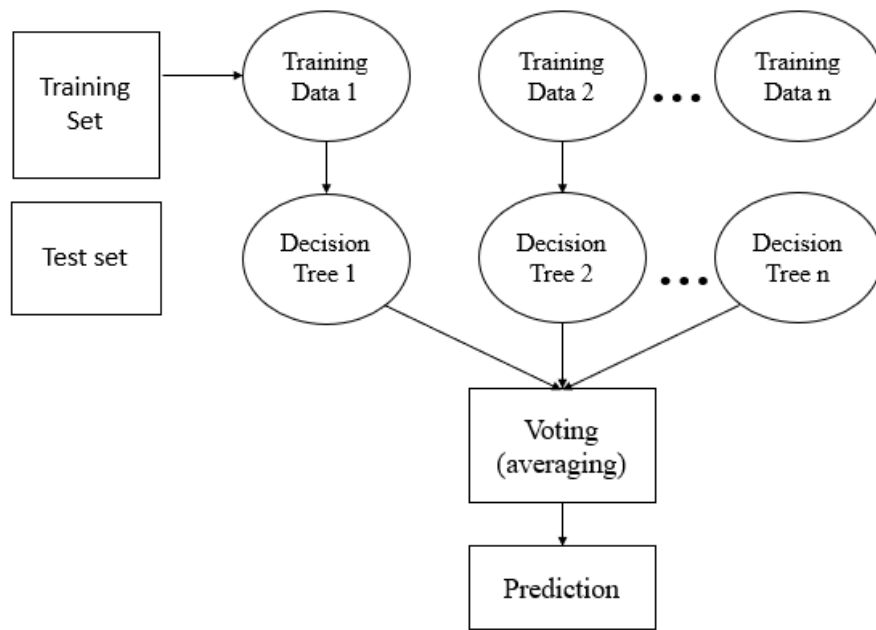 Training
Set
Training
Data 1
Training
Data 2
...
Training
Data n
Test set
Decision
Tree 1
Decision
Tree 2
...
Decision
Tree n
Voting
(averaging)
Prediction